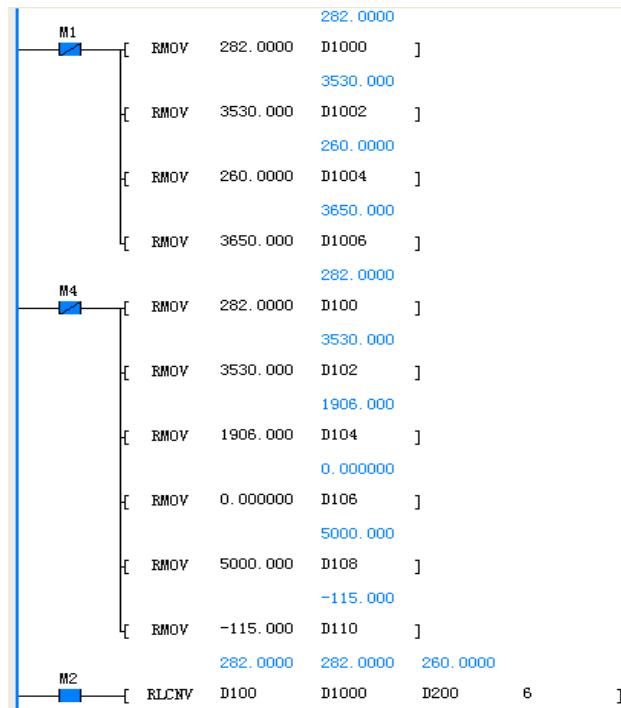 282.0000
M1
[ RMOV 282.0000 D1000 ]
3530.000
[ RMOV 3530.000 D1002 ]
260.0000
[ RMOV 260.0000 D1004 ]
3650.000
[ RMOV 3650.000 D1006 ]
282.0000
M4
[ RMOV 282.0000 D100 ]
3530.000
[ RMOV 3530.000 D102 ]
1906.000
[ RMOV 1906.000 D104 ]
0.000000
[ RMOV 0.000000 D106 ]
5000.000
[ RMOV 5000.000 D108 ]
-115.000
[ RMOV -115.000 D110 ]
282.0000 282.0000 260.0000
M2
[ RLCNV D100 D1000 D200 6 ]